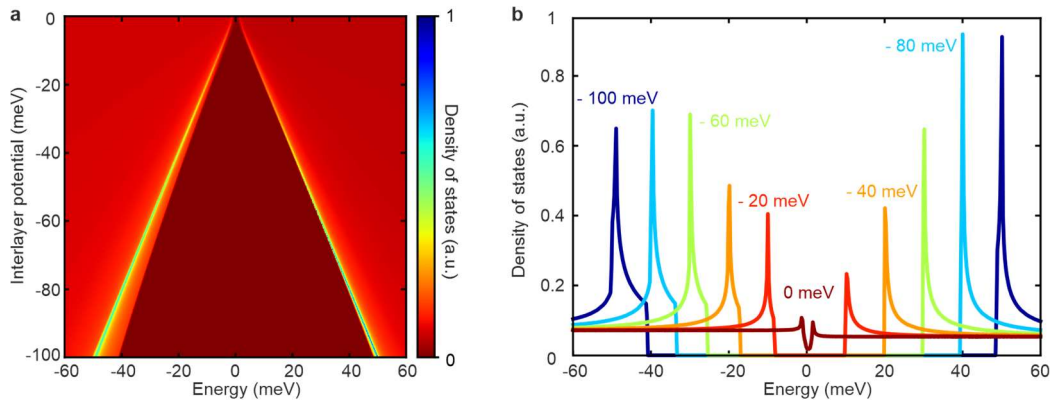 a
Interlayer potential (meV)
0
-20
-40
-60
-80
-100
-60
-40
-20
0
20
40
60
Energy (meV)
1
0
Density of states (a.u.)
b
Density of states (a.u.)
1
0.8
0.6
0.4
0.2
0
-60
-40
-20
0
20
40
60
Energy (meV)
- 100 meV
- 80 meV
- 60 meV
- 40 meV
- 20 meV
0 meV